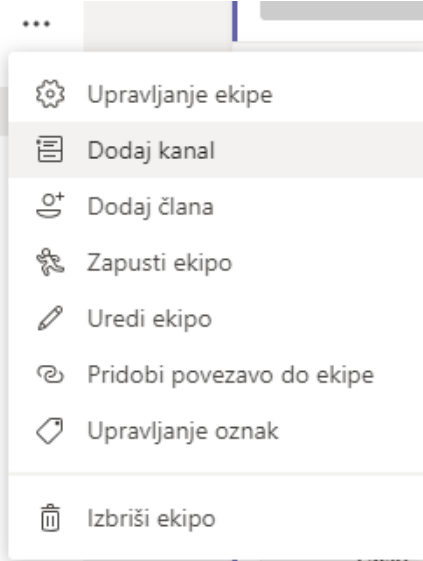 Upravljanje ekipe
Dodaj kanal
Dodaj člana
Zapusti ekipo
Uredi ekipo
Pridobi povezavo do ekipe
Upravljanje oznak
Izbriši ekipo